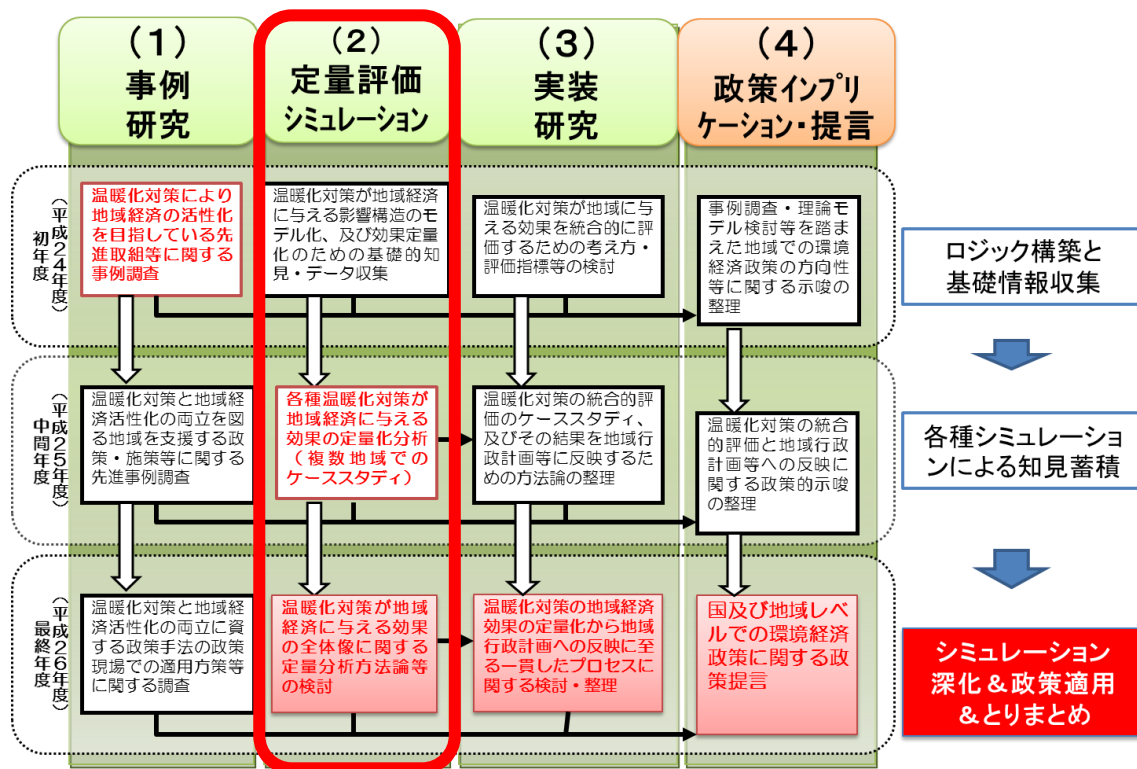 (1)
事例
研究
(2)
定量評価
シミュレーション
(3)
実装
研究
(4)
政策インプリ
ケーション・提言
(平成24年度)
初年度
温暖化対策により
地域経済の活性化
を目指している先
進取組等に関する
事例調査
温暖化対策が地域経済
に与える影響構造のモ
デル化、及び効果定量
化のための基礎的知
見・データ収集
温暖化対策が地域に与
える効果を統合的に評
価するための考え方・
評価指標等の検討
事例調査・理論モ
デル検討等を踏
まえた地域での環境
経済政策の方向性
等に関する示唆の
整理
ロジック構築と
基礎情報収集
(平成25年度)
中間年度
温暖化対策と地域経
済活性化の両立を図
る地域を支援する政
策・施策等に関する
先進事例調査
各種温暖化対策が
地域経済に与える
効果の定量化分析
(複数地域での
ケーススタディ)
温暖化対策の統合的評
価のケーススタディ、
及びその結果を地域行
政計画等に反映するた
めの方法論の整理
温暖化対策の統合
的評価と地域行政
計画等への反映に
関する政策的示唆
の整理
各種シミュレーショ
ンによる知見蓄積
(平成26年度)
最終年度
温暖化対策と地域経
済活性化の両立に資
する政策手法の政策
現場での適用方策等
に関する調査
温暖化対策が地域
経済に与える効果
の全体像に関する
定量分析方法論等
の検討
温暖化対策の地域経済
効果の定量化から地域
行政計画への反映に至
る一貫したプロセスに
関する検討・整理
国及び地域レベ
ルでの環境経済
政策に関する政
策提言
シミュレーション
深化&政策適用
&とりまとめ